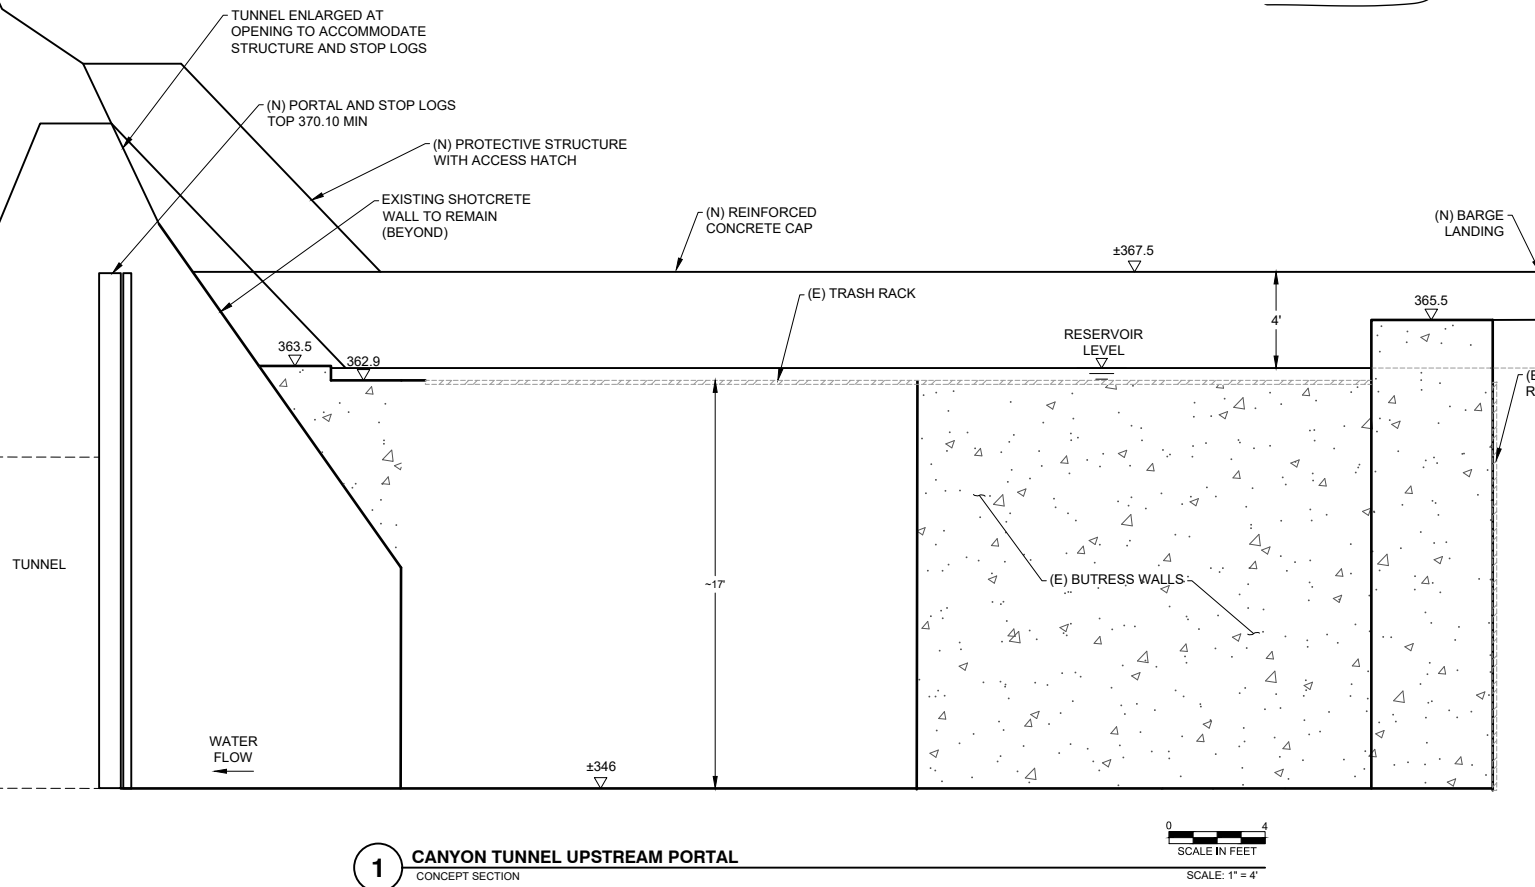 TUNNEL ENLARGED AT
OPENING TO ACCOMMODATE
STRUCTURE AND STOP LOGS
(N) PORTAL AND STOP LOGS
TOP 370.10 MIN
(N) PROTECTIVE STRUCTURE
WITH ACCESS HATCH
EXISTING SHOTCRETE
WALL TO REMAIN
(BEYOND)
(N) REINFORCED
CONCRETE CAP
(N) BARGE
LANDING
±367.5
(E) TRASH RACK
365.5
4'
RESERVOIR
LEVEL
363.5
362.9
(E
R
TUNNEL
~17'
(E) BUTRESS WALLS
WATER
FLOW
±346
0 4
SCALE IN FEET
1
CANYON TUNNEL UPSTREAM PORTAL
CONCEPT SECTION
SCALE: 1" = 4'